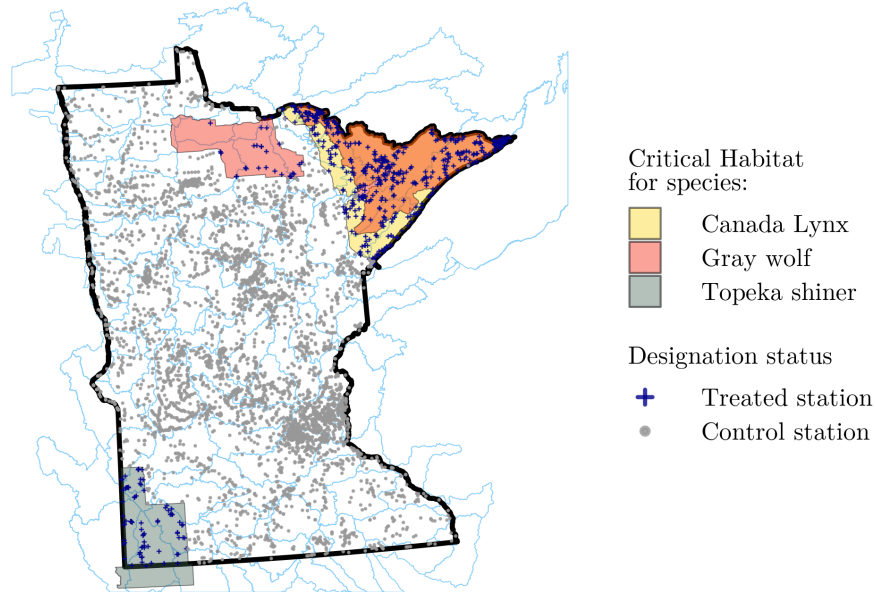 Critical Habitat
for species:
Canada Lynx
Gray wolf
Topeka shiner
Designation status
Treated station
Control station